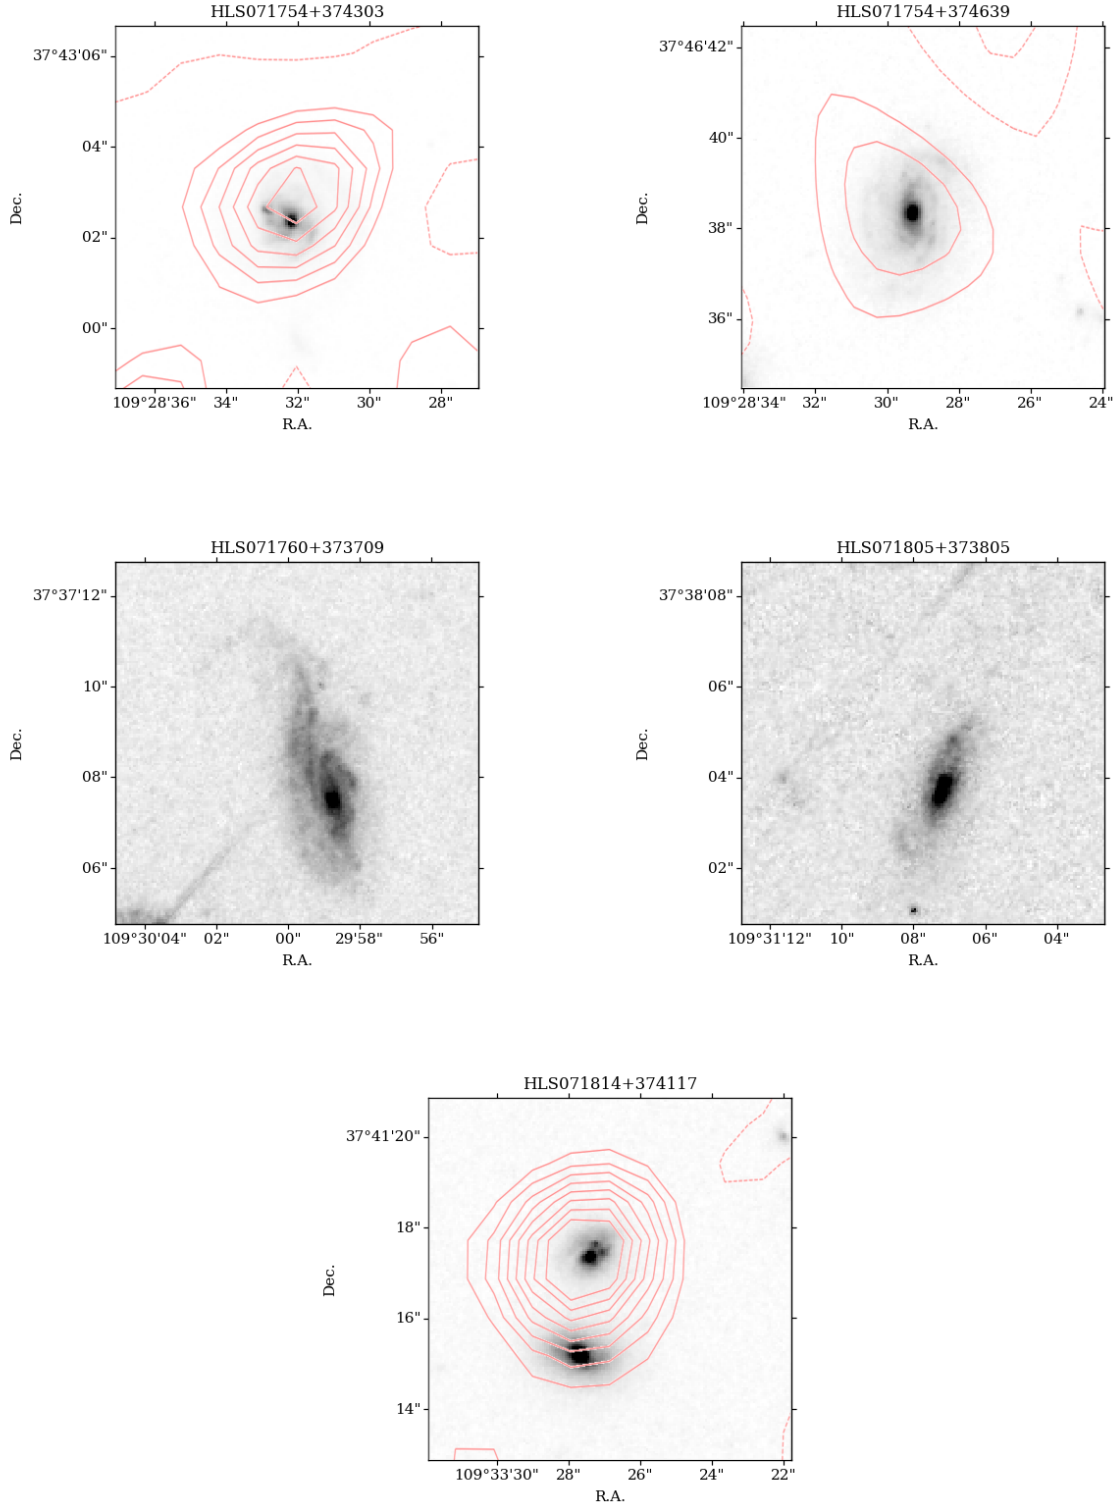 HLS071754+374303
37°43'06"
04"
02"
00"
Dec.
109°28'36" 34" 32" 30" 28"
R.A.
HLS071754+374639
37°46'42"
40"
38"
36"
Dec.
109°28'34" 32" 30" 28" 26" 24"
R.A.
HLS071760+373709
37°37'12"
10"
08"
06"
Dec.
109°30'04" 02" 00" 29'58" 56"
R.A.
HLS071805+373805
37°38'08"
06"
04"
02"
Dec.
109°31'12" 10" 08" 06" 04"
R.A.
HLS071814+374117
37°41'20"
18"
16"
14"
Dec.
109°33'30" 28" 26" 24" 22"
R.A.